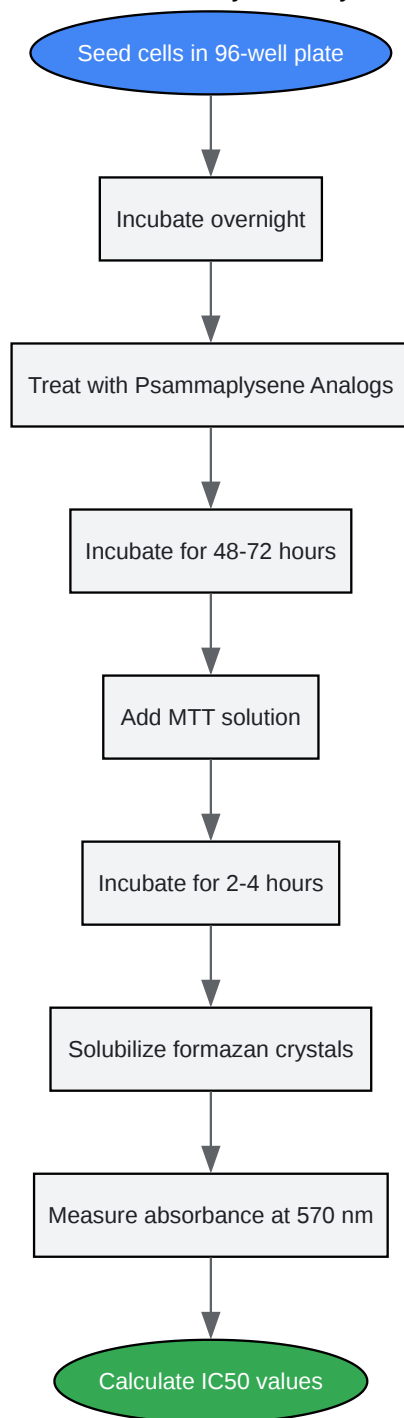 Seed cells in 96-well plate
Incubate overnight
Treat with Psammaplysene Analogs
Incubate for 48-72 hours
Add MTT solution
Incubate for 2-4 hours
Solubilize formazan crystals
Measure absorbance at 570 nm
Calculate IC50 values